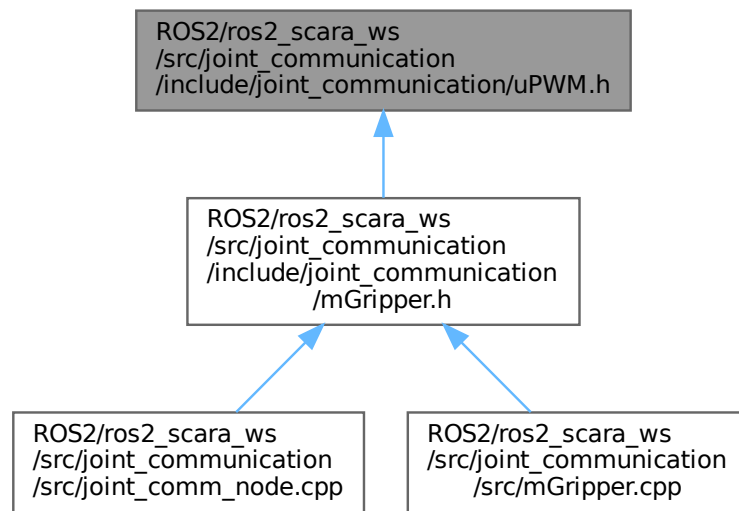 ROS2/ros2_scara_ws
/src/joint_communication
/include/joint_communication/uPWM.h
ROS2/ros2_scara_ws
/src/joint_communication
/include/joint_communication
/mGripper.h
ROS2/ros2_scara_ws
/src/joint_communication
/src/joint_comm_node.cpp
ROS2/ros2_scara_ws
/src/joint_communication
/src/mGripper.cpp